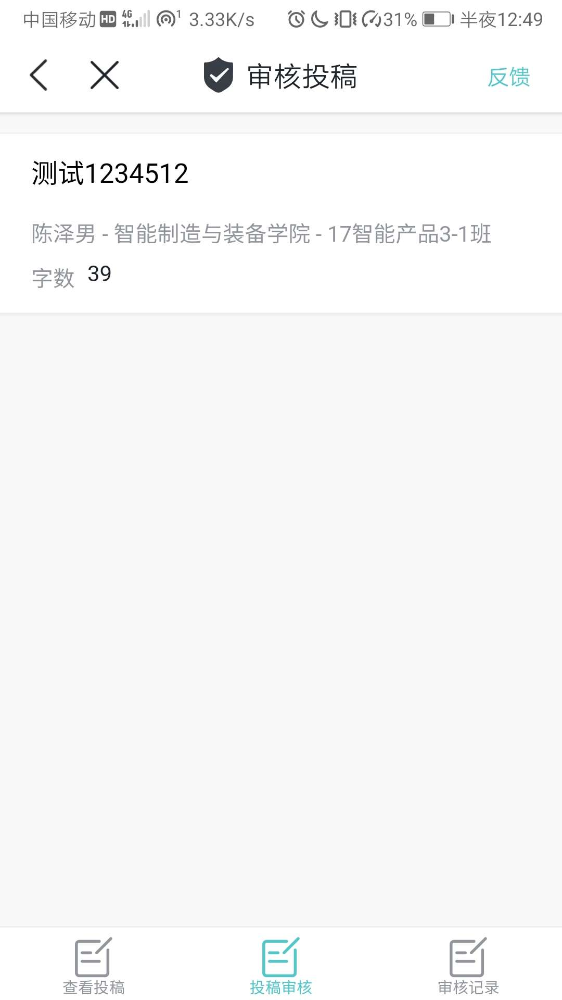 中国移动 HD 4G 1 3.33K/s 31% 半夜12:49
审核投稿 反馈
测试1234512
陈泽男 - 智能制造与装备学院 - 17智能产品3-1班
字数 39
查看投稿 投稿审核 审核记录